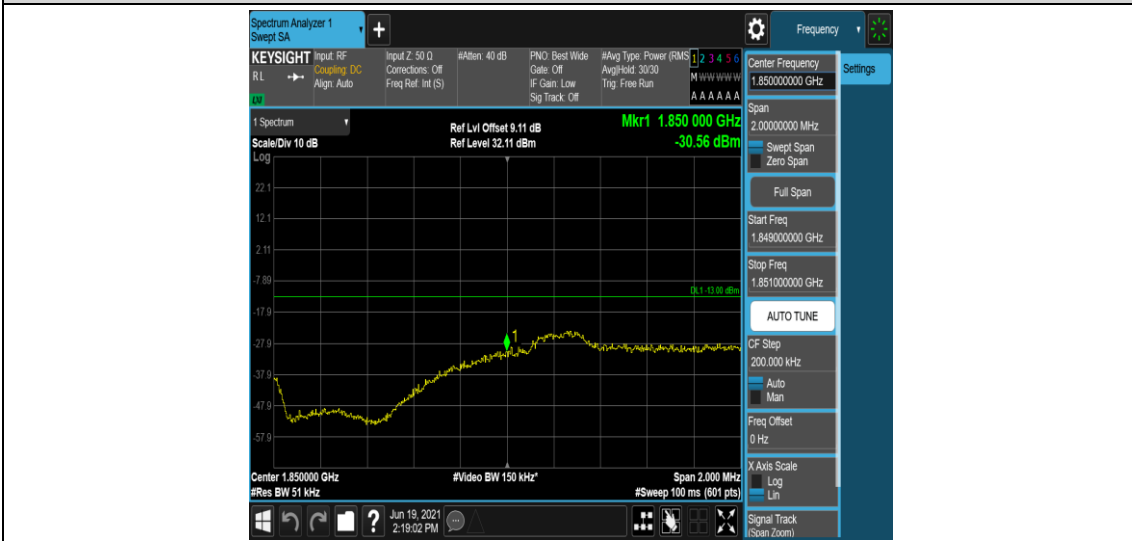 Spectrum Analyzer 1
Swept SA
+
Frequency
KEYSIGHT
R L
LXI
Input: RF
Coupling: DC
Align: Auto
Input Z: 50 Ω
Corrections: Off
Freq Ref: Int (S)
#Atten: 40 dB
PNO: Best Wide
Gate: Off
IF Gain: Low
Sig Track: Off
#Avg Type: Power (RMS
Avg|Hold: 30/30
Trig: Free Run
1 2 3 4 5 6
M W W W W W
A A A A A A
1 Spectrum
Scale/Div 10 dB
Log
Ref Lvl Offset 9.11 dB
Ref Level 32.11 dBm
Mkr1 1.850 000 GHz
-30.56 dBm
22.1
12.1
2.11
-7.89
DL1 -13.00 dBm
-17.9
1
-27.9
-37.9
-47.9
-57.9
Center 1.850000 GHz
#Res BW 51 kHz
#Video BW 150 kHz*
Span 2.000 MHz
#Sweep 100 ms (601 pts)
?
Jun 19, 2021
2:19:02 PM
Center Frequency
1.850000000 GHz
Settings
Span
2.00000000 MHz
Swept Span
Zero Span
Full Span
Start Freq
1.849000000 GHz
Stop Freq
1.851000000 GHz
AUTO TUNE
CF Step
200.000 kHz
Auto
Man
Freq Offset
0 Hz
X Axis Scale
Log
Lin
Signal Track
(Span Zoom)